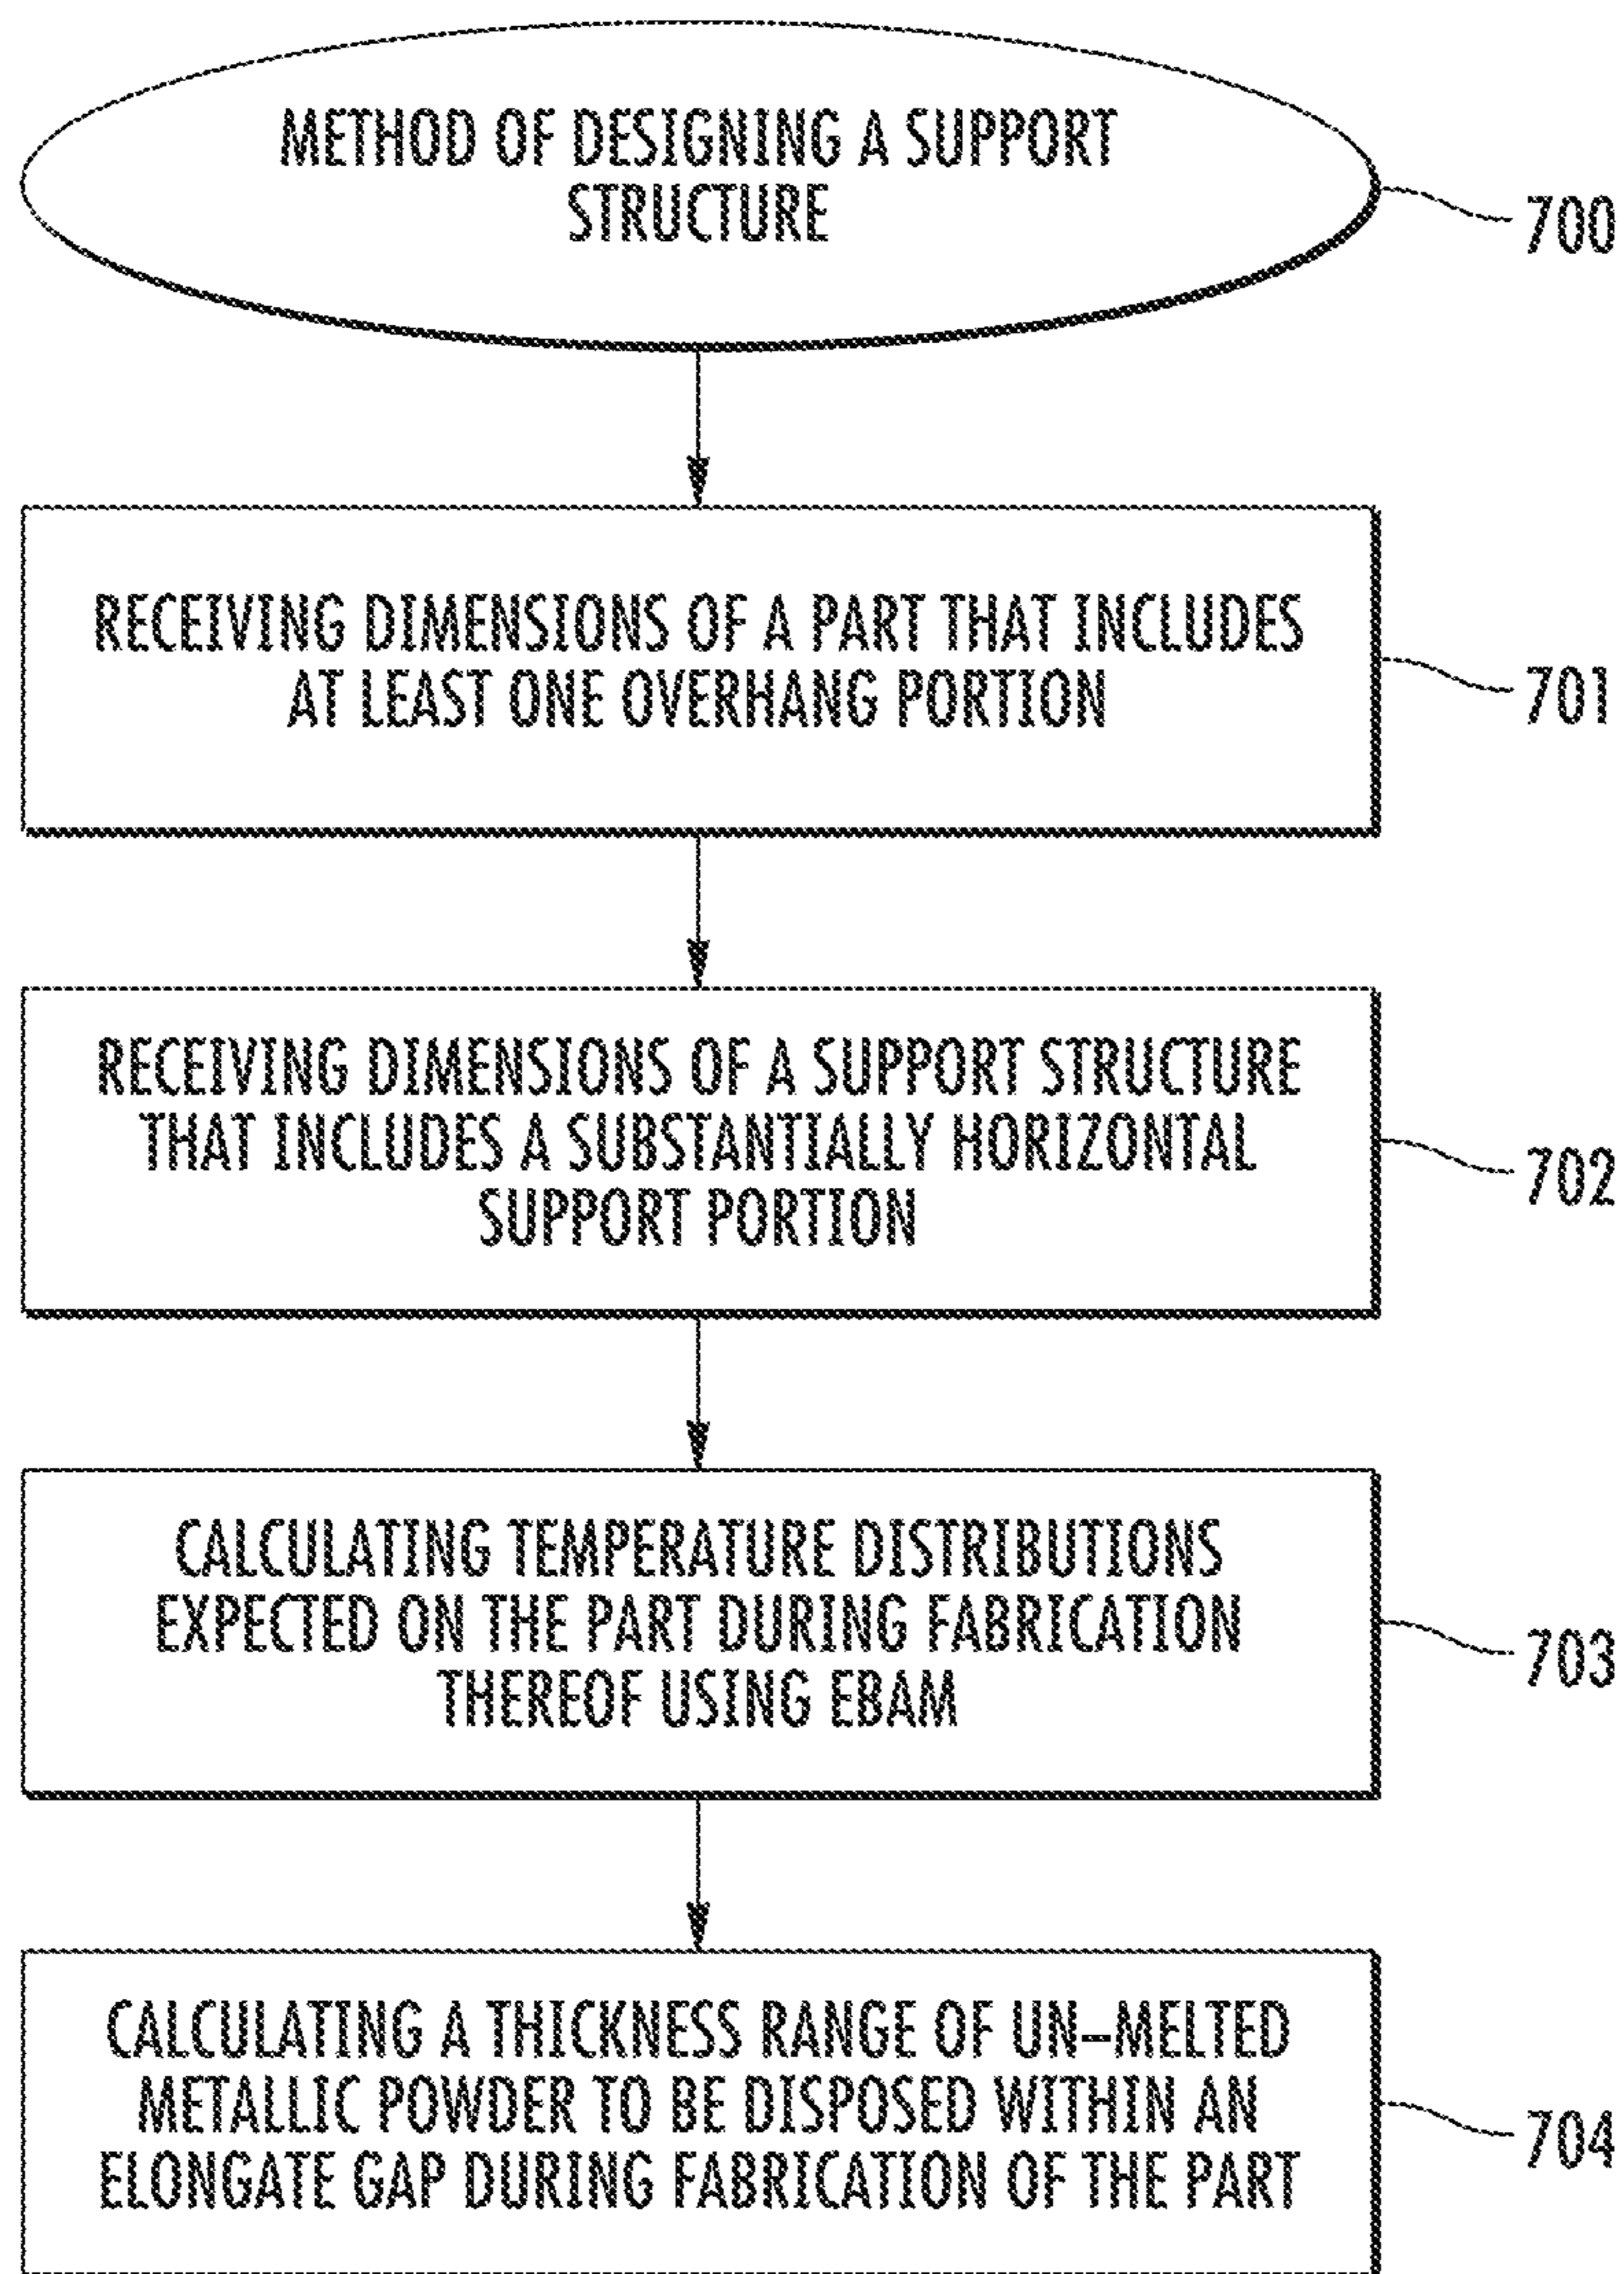 METHOD OF DESIGNING A SUPPORT
STRUCTURE
700
RECEIVING DIMENSIONS OF A PART THAT INCLUDES
AT LEAST ONE OVERHANG PORTION
701
RECEIVING DIMENSIONS OF A SUPPORT STRUCTURE
THAT INCLUDES A SUBSTANTIALLY HORIZONTAL
SUPPORT PORTION
702
CALCULATING TEMPERATURE DISTRIBUTIONS
EXPECTED ON THE PART DURING FABRICATION
THEREOF USING EBAM
703
CALCULATING A THICKNESS RANGE OF UN-MELTED
METALLIC POWDER TO BE DISPOSED WITHIN AN
ELONGATE GAP DURING FABRICATION OF THE PART
704